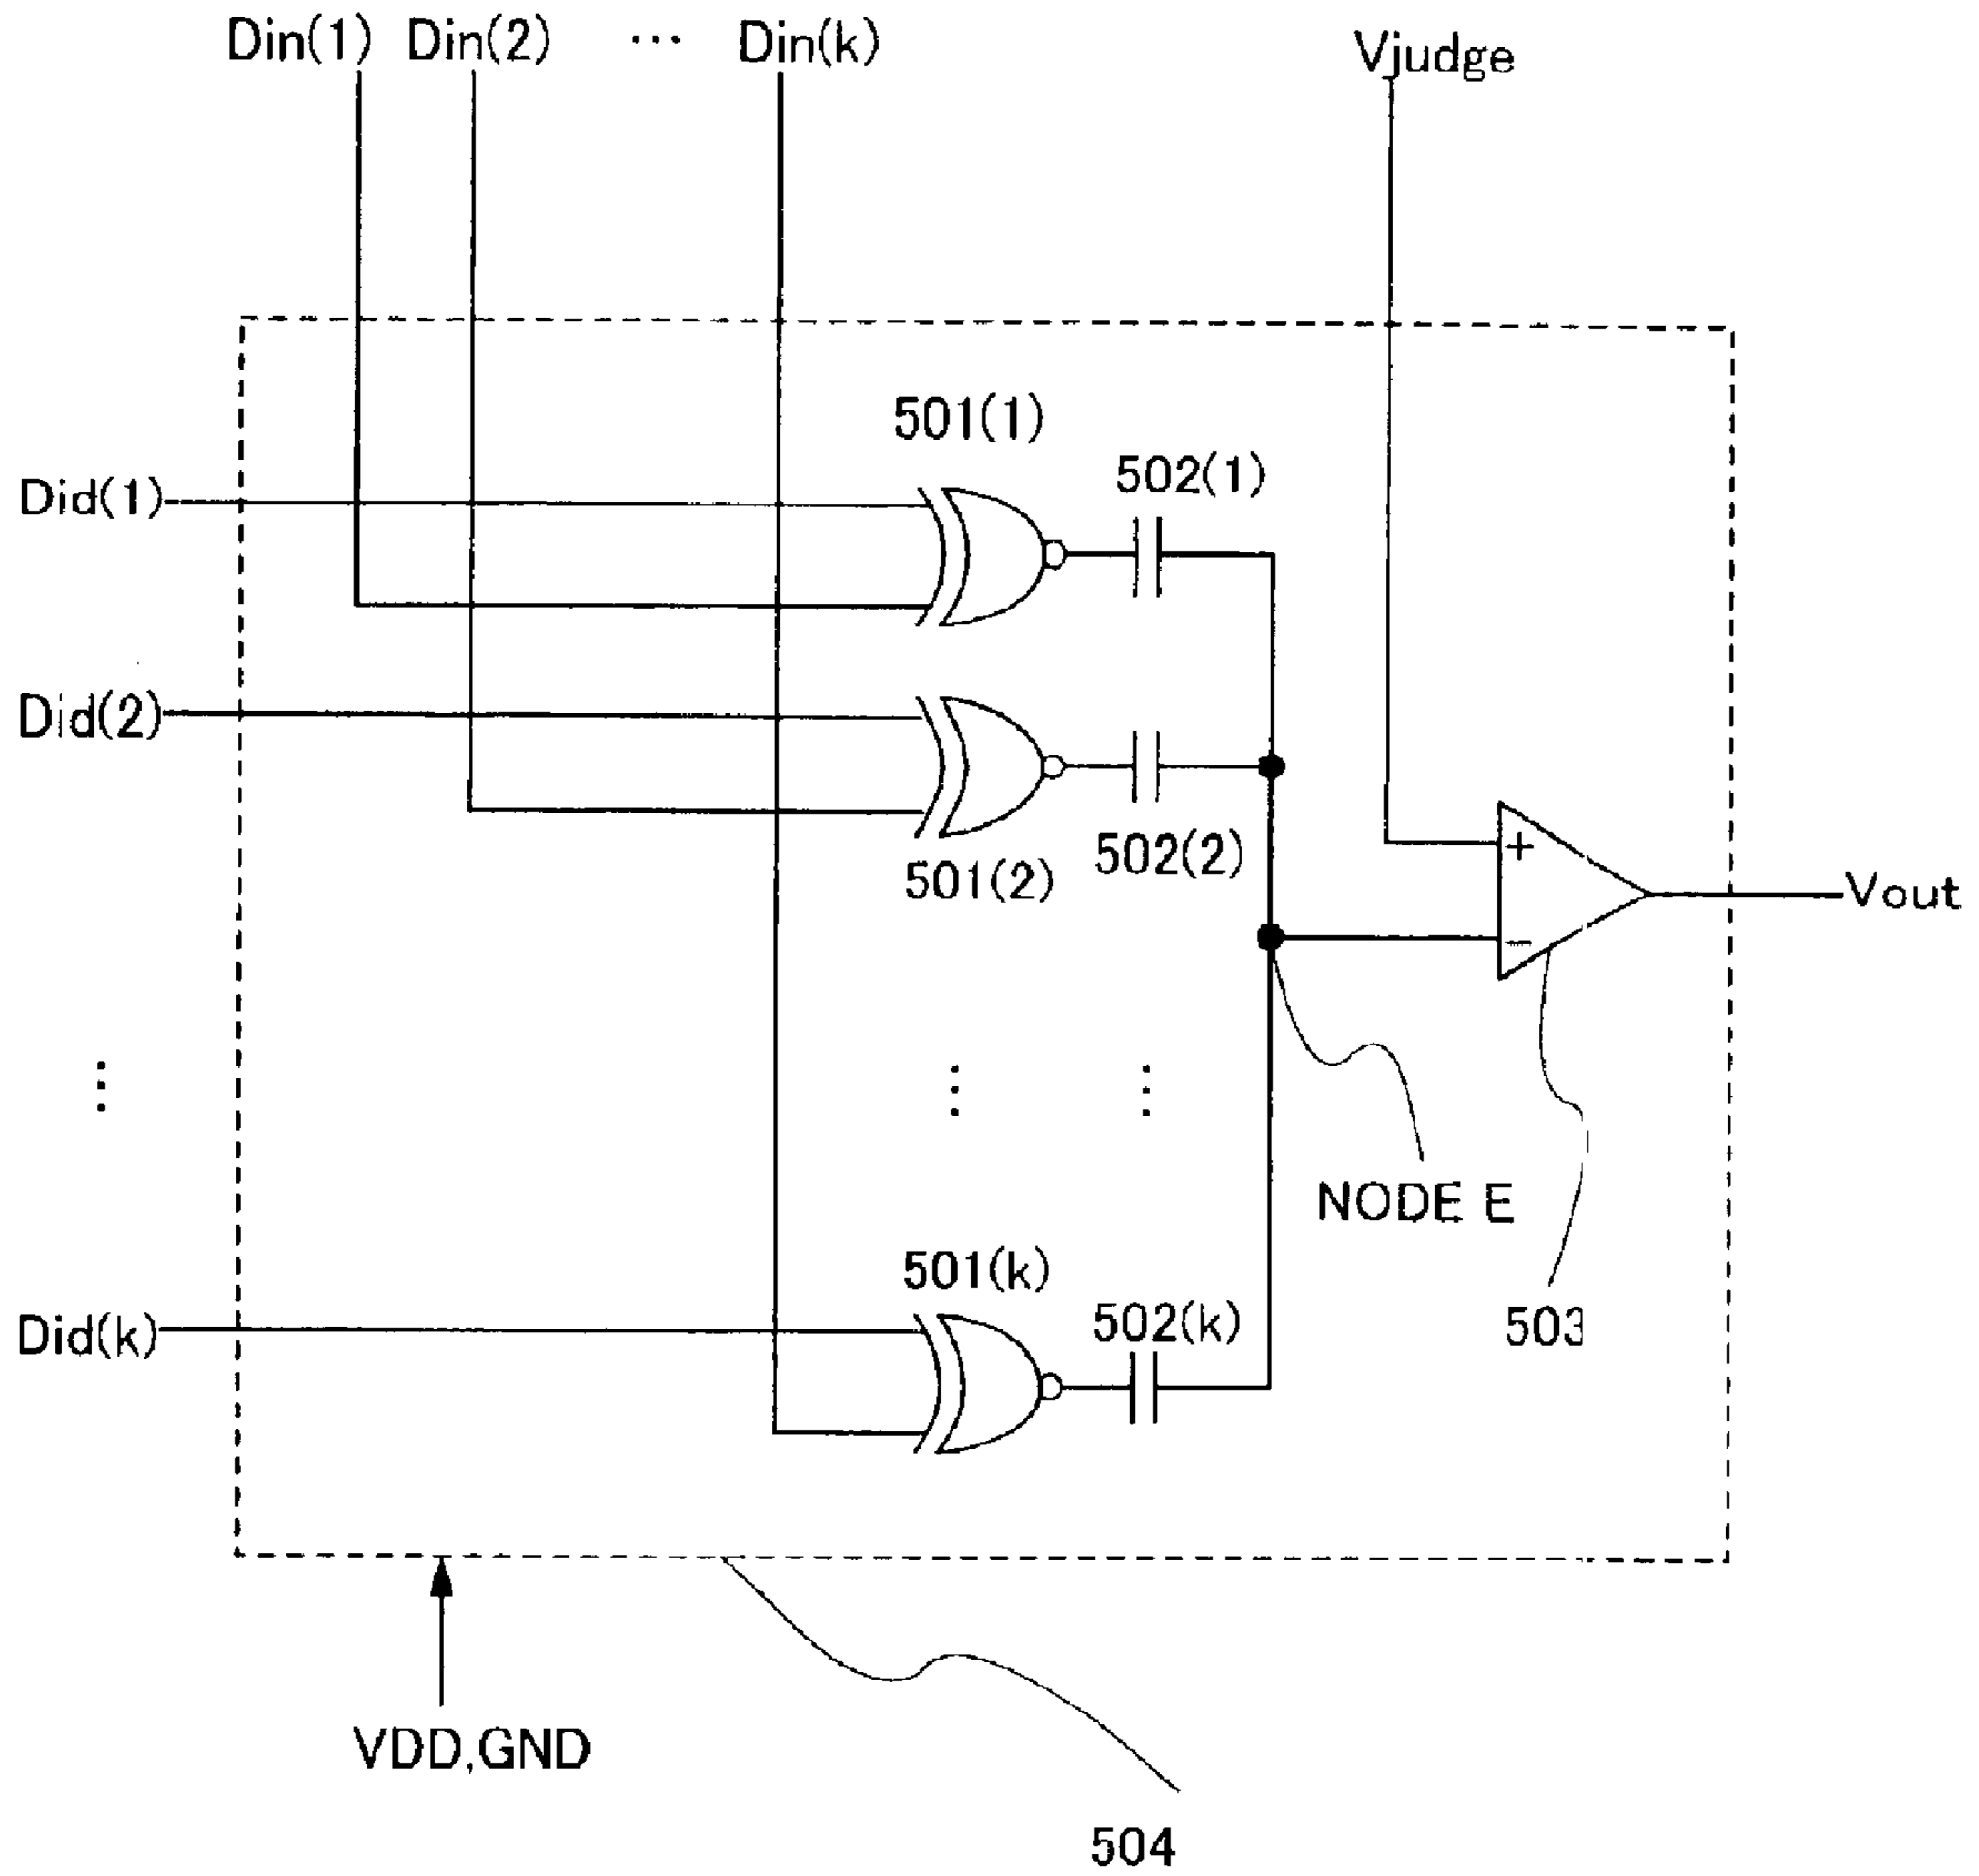 Din(1) Din(2) ... Din(k) Vjudge
501(1)
502(1)
Did(1)
Did(2)
502(2)
501(2)
+
Vout
−
⋮ ⋮ ⋮
NODE E
501(k)
502(k)
503
Did(k)
VDD,GND
504